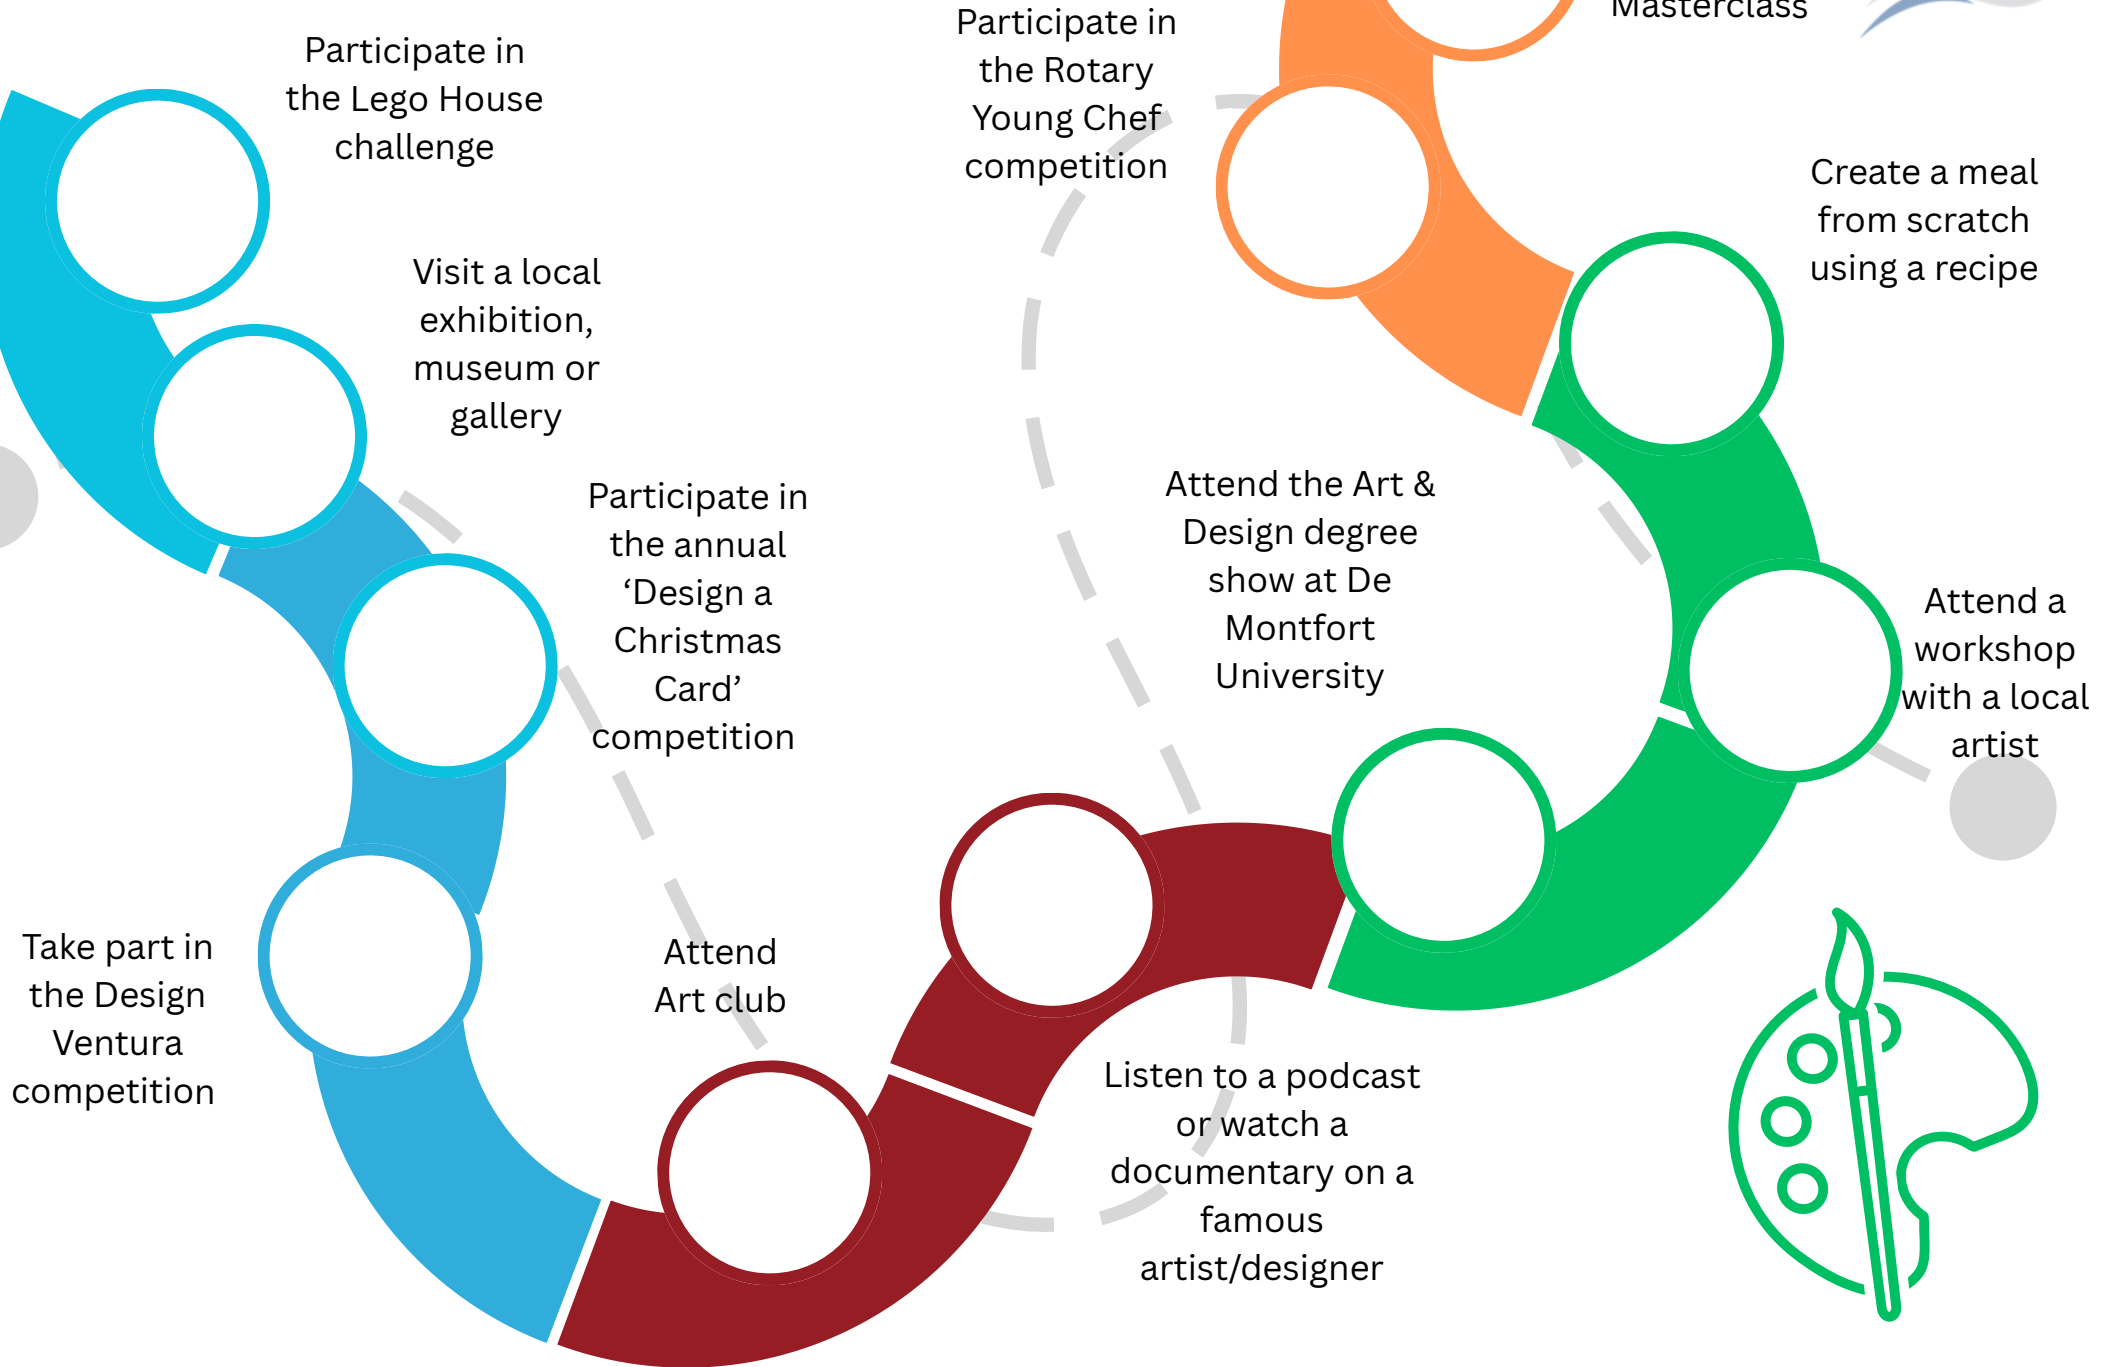 Participate in
the Lego House
challenge
Visit a local
exhibition,
museum or
gallery
Participate in
the annual
‘Design a
Christmas
Card’
competition
Take part in
the Design
Ventura
competition
Attend
Art club
Listen to a podcast
or watch a
documentary on a
famous
artist/designer
Attend the Art &
Design degree
show at De
Montfort
University
Attend a
workshop
with a local
artist
Create a meal
from scratch
using a recipe
Participate in
the Rotary
Young Chef
competition
Masterclass